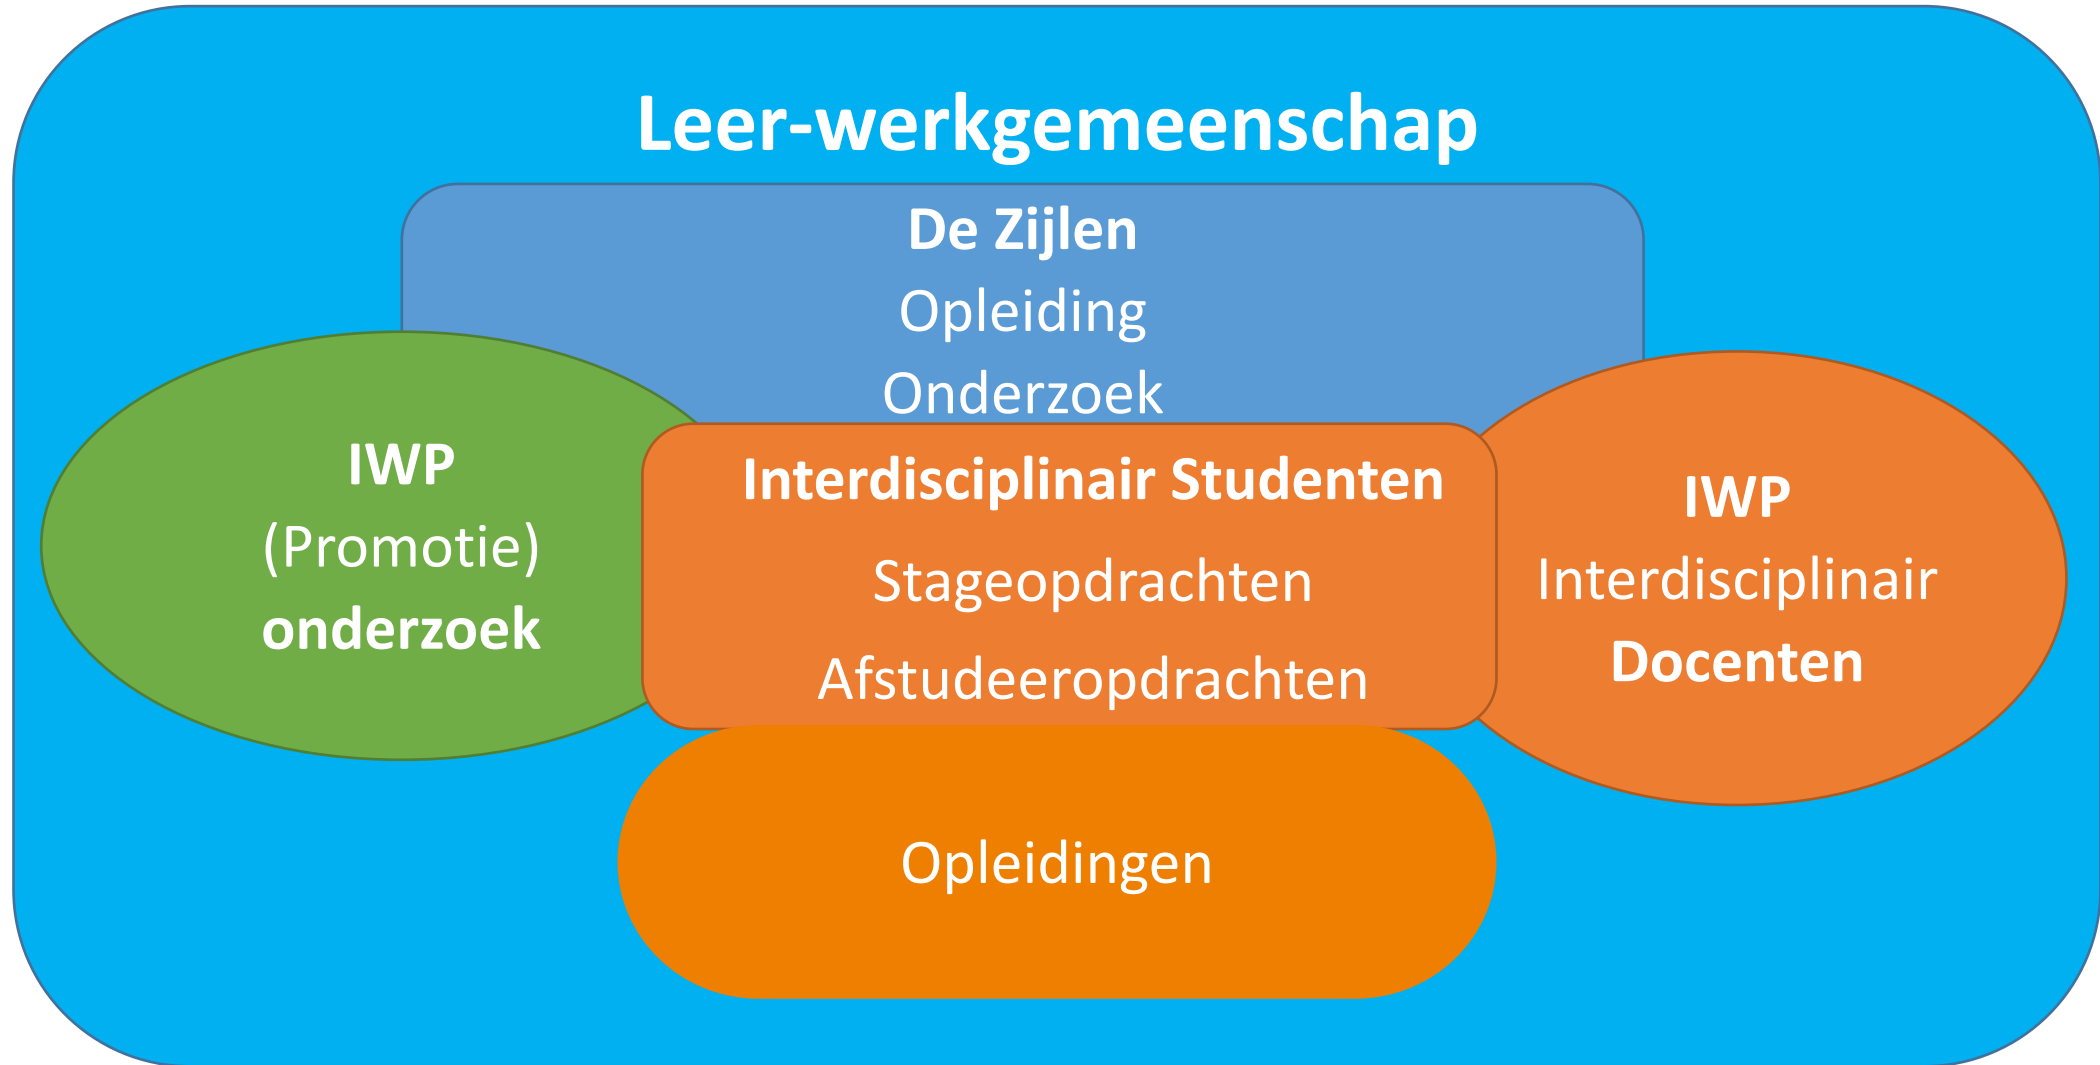 Leer-werkgemeenschap
De Zijlen
Opleiding
Onderzoek
IWP
(Promotie)
onderzoek
Interdisciplinair Studenten
Stageopdrachten
Afstudeeropdrachten
IWP
Interdisciplinair
Docenten
Opleidingen